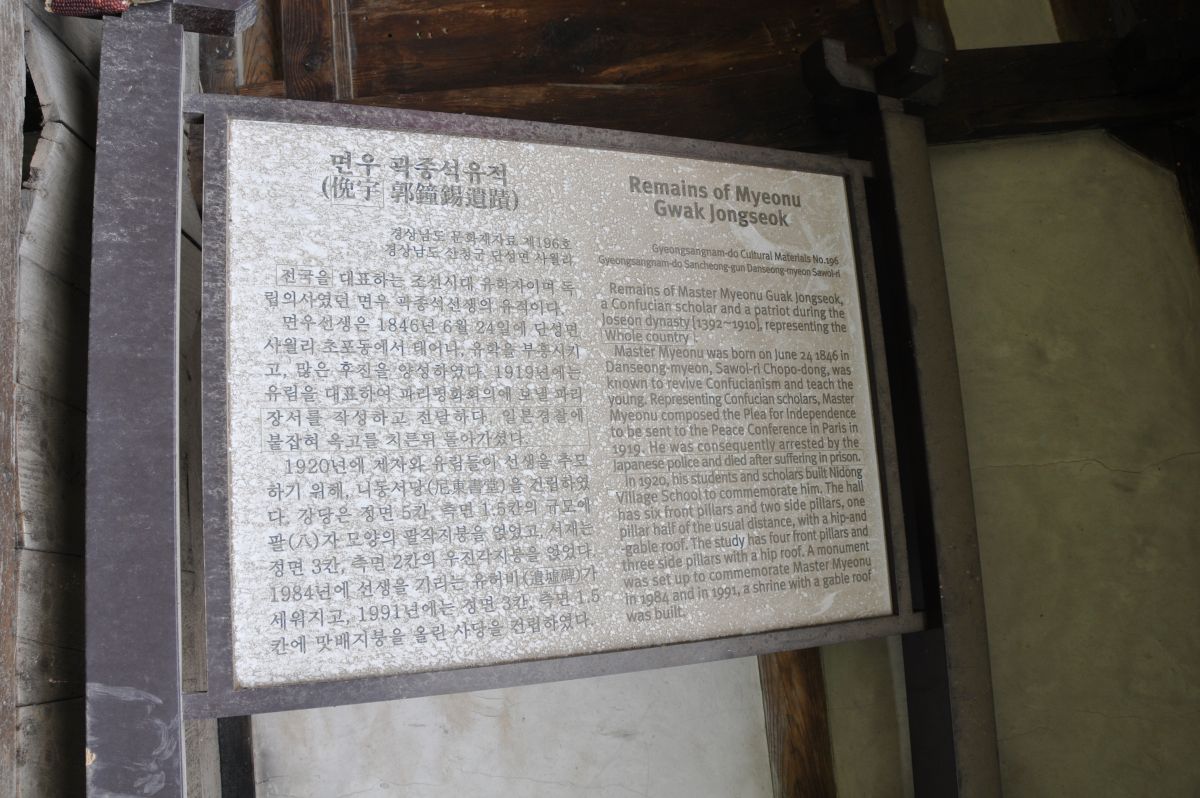 면우 곽종석유적
(俛宇 郭鐘錫遺蹟)
경상남도 문화재자료 제196호
경상남도 산청군 단성면 사월리
전국을 대표하는 조선시대 유학자이며 독
립의사였던 면우 곽종석선생의 유적이다.
면우선생은 1846년 6월 24일에 단성면
사월리 초포동에서 태어나, 유학을 부흥시키
고, 많은 후진을 양성하였다. 1919년에는
유림을 대표하여 파리평화회의에 보낼 파리
장서를 작성하고 전달하다, 일본경찰에
붙잡혀 옥고를 치른뒤 돌아가셨다.
1920년에 제자와 유림들이 선생을 추모
하기 위해, 니동서당(尼東書堂)을 건립하였
다. 강당은 정면 5칸, 측면 1.5칸의 규모에
팔(八)자 모양의 팔작지붕을 얹었고, 서재는
정면 3칸, 측면 2칸의 우진각지붕을 얹었다.
1984년에 선생을 기리는 유허비(遺墟碑)가
세워지고, 1991년에는 정면 3칸, 측면 1.5
칸에 맞배지붕을 올린 사당을 건립하였다.
Remains of Myeonu
Gwak Jongseok
Gyeongsangnam-do Cultural Materials No.196
Gyeongsangnam-do Sancheong-gun Danseong-myeon Sawol-ri
Remains of Master Myeonu Guak Jongseok,
a Confucian scholar and a patriot during the
Joseon dynasty (1392~1910), representing the
Whole country .
Master Myeonu was born on June 24 1846 in
Danseong-myeon, Sawol-ri Chopo-dong, was
known to revive Confucianism and teach the
young. Representing Confucian scholars, Master
Myeonu composed the Plea for Independence
to be sent to the Peace Conference in Paris in
1919. He was consequently arrested by the
Japanese police and died after suffering in prison.
In 1920, his students and scholars built Nidong
Village School to commemorate him. The hall
has six front pillars and two side pillars, one
pillar half of the usual distance, with a hip-and
-gable roof. The study has four front pillars and
three side pillars with a hip roof. A monument
was set up to commemorate Master Myeonu
in 1984 and in 1991, a shrine with a gable roof
was built.